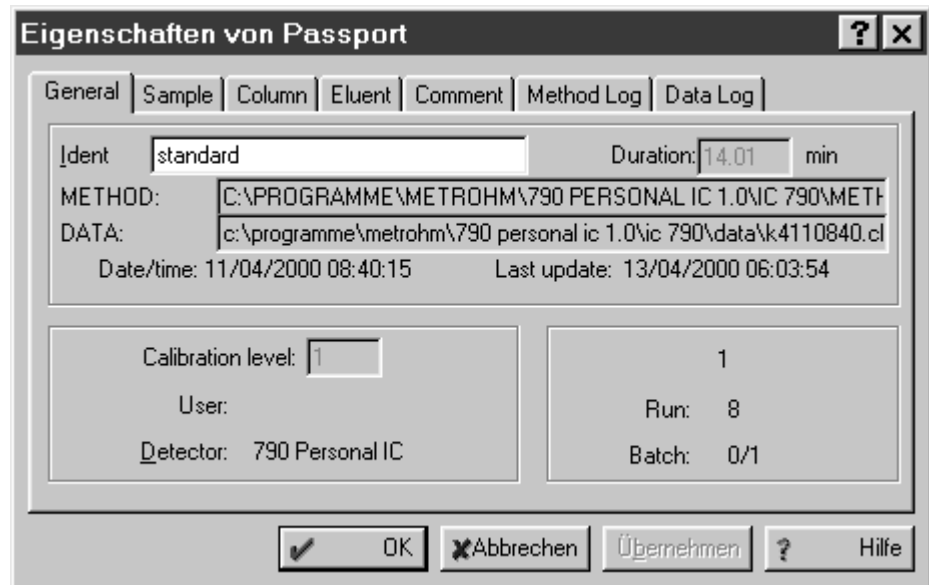 Eigenschaften von Passport ? ×
General Sample Column Eluent Comment Method Log Data Log
Ident standard Duration: 14.01 min
METHOD: C:\PROGRAMME\METROHM\790 PERSONAL IC 1.0\IC 790\METH
DATA: c:\programme\metrohm\790 personal ic 1.0\ic 790\data\k4110840.cl
Date/time: 11/04/2000 08:40:15 Last update: 13/04/2000 06:03:54
Calibration level: 1
User:
Detector: 790 Personal IC
1
Run: 8
Batch: 0/1
OK Abbrechen Übernehmen ? Hilfe